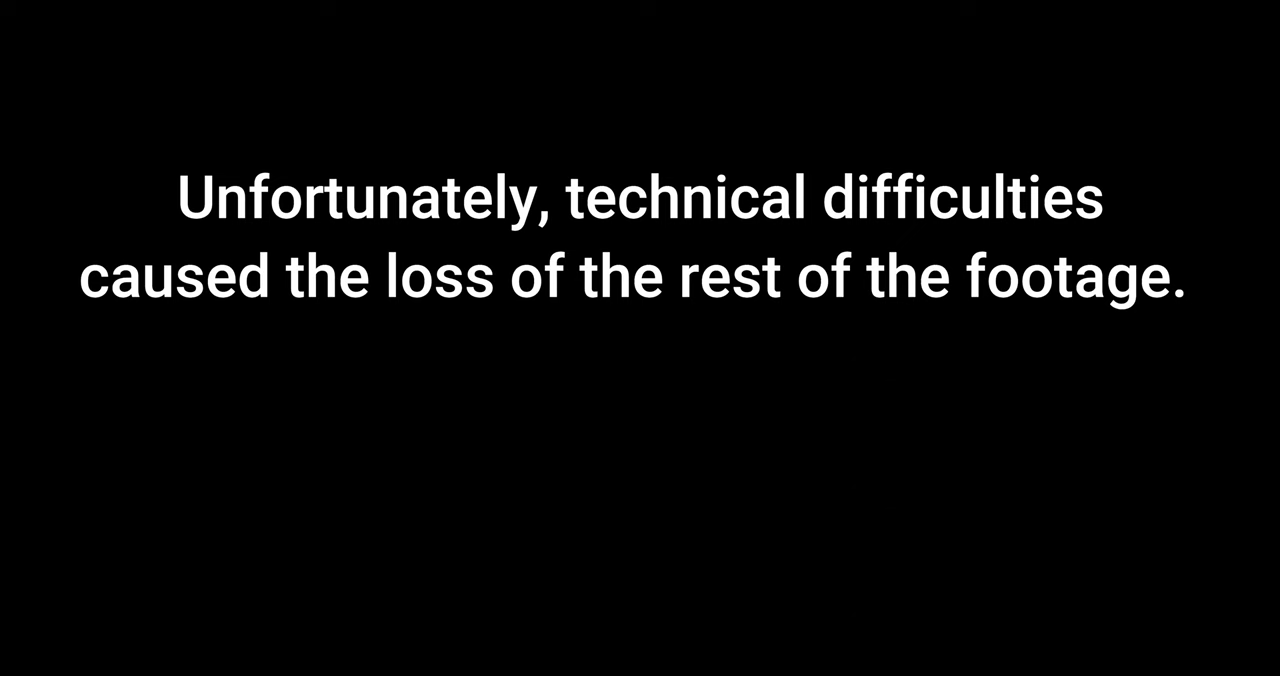 Unfortunately, technical difficulties
caused the loss of the rest of the footage.